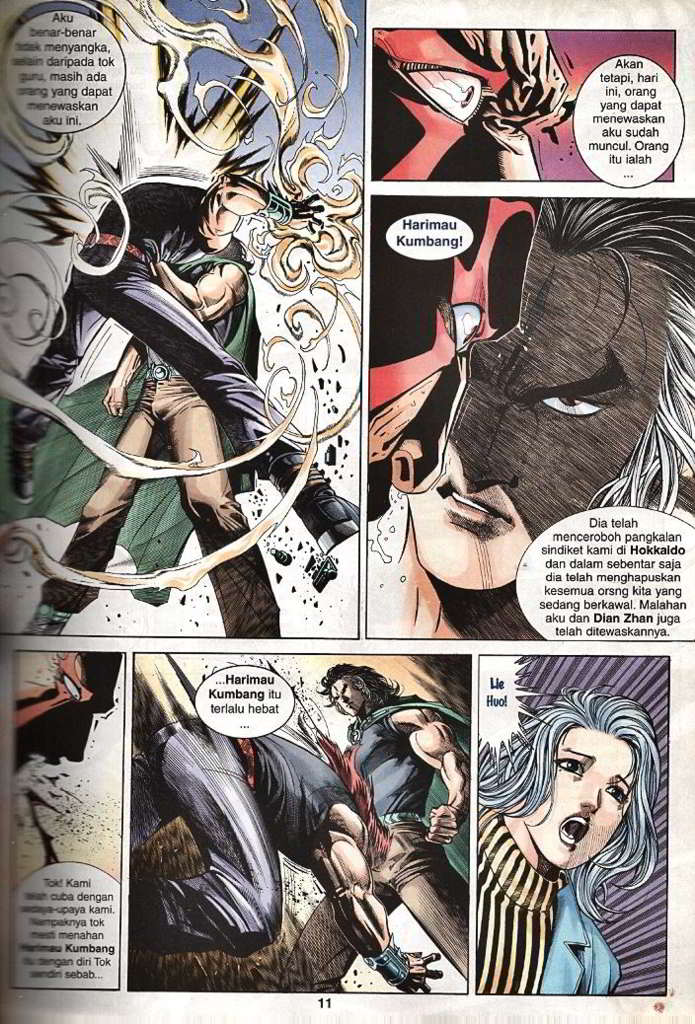 Aku
benar-benar
tidak menyangka,
selain daripada tok
guru, masih ada
orang yang dapat
menewaskan
aku ini.
Akan
tetapi, hari
ini, orang
yang dapat
menewaskan
aku sudah
muncul. Orang
itu ialah
...
Harimau
Kumbang!
Dia telah
menceroboh pangkalan
sindiket kami di Hokkaido
dan dalam sebentar saja
dia telah menghapuskan
kesemua orsng kita yang
sedang berkawal. Malahan
aku dan Dian Zhan juga
telah ditewaskannya.
Tok! Kami
telah cuba dengan
sedaya-upaya kami.
Nampaknya tok
mesti menahan
Harimau Kumbang
itu dengan diri Tok
sendiri sebab...
...Harimau
Kumbang itu
terlalu hebat
...
Lie
Huo!
11